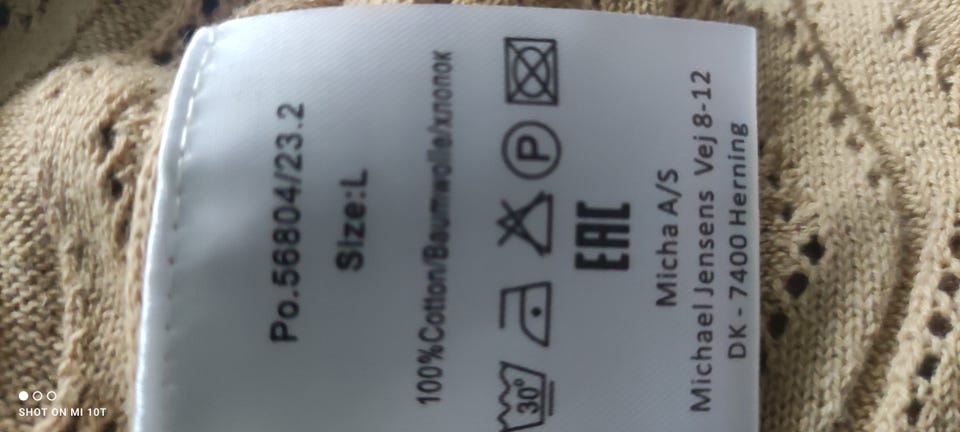 Po.56804/23.2
Size:L
100%Cotton/Baumwolle/хлопок
30°
P
EAC
Micha A/S
Michael Jensens Vej 8-12
DK - 7400 Herning
SHOT ON MI 10T